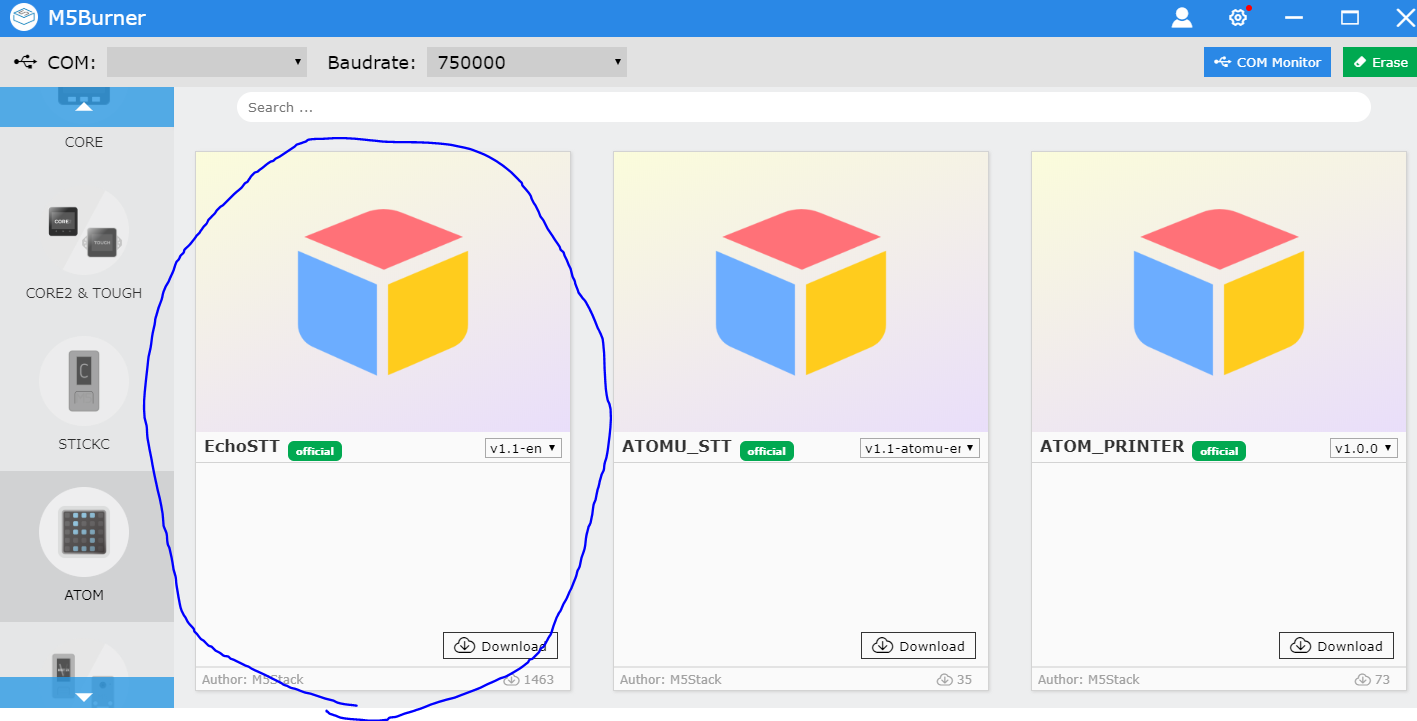 M5Burner
COM: Baudrate: 750000 COM Monitor Erase
Search ...
CORE
CORE2 & TOUGH
STICKC
ATOM
EchoSTT official v1.1-en
Download
Author: M5Stack 1463
ATOMU_STT official v1.1-atomu-er
Download
Author: M5Stack 35
ATOM_PRINTER official v1.0.0
Download
Author: M5Stack 73